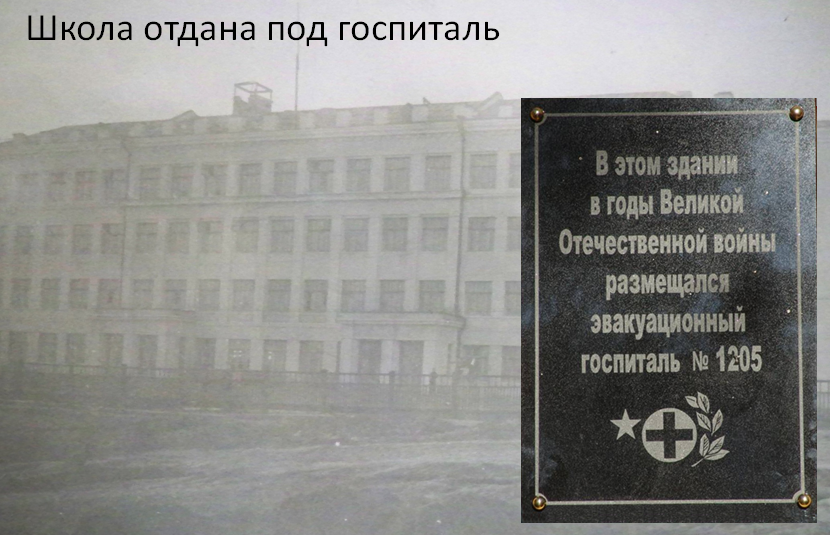 Школа отдана под госпиталь
В этом здании
в годы Великой
Отечественной войны
размещался
эвакуационный
госпиталь № 1205